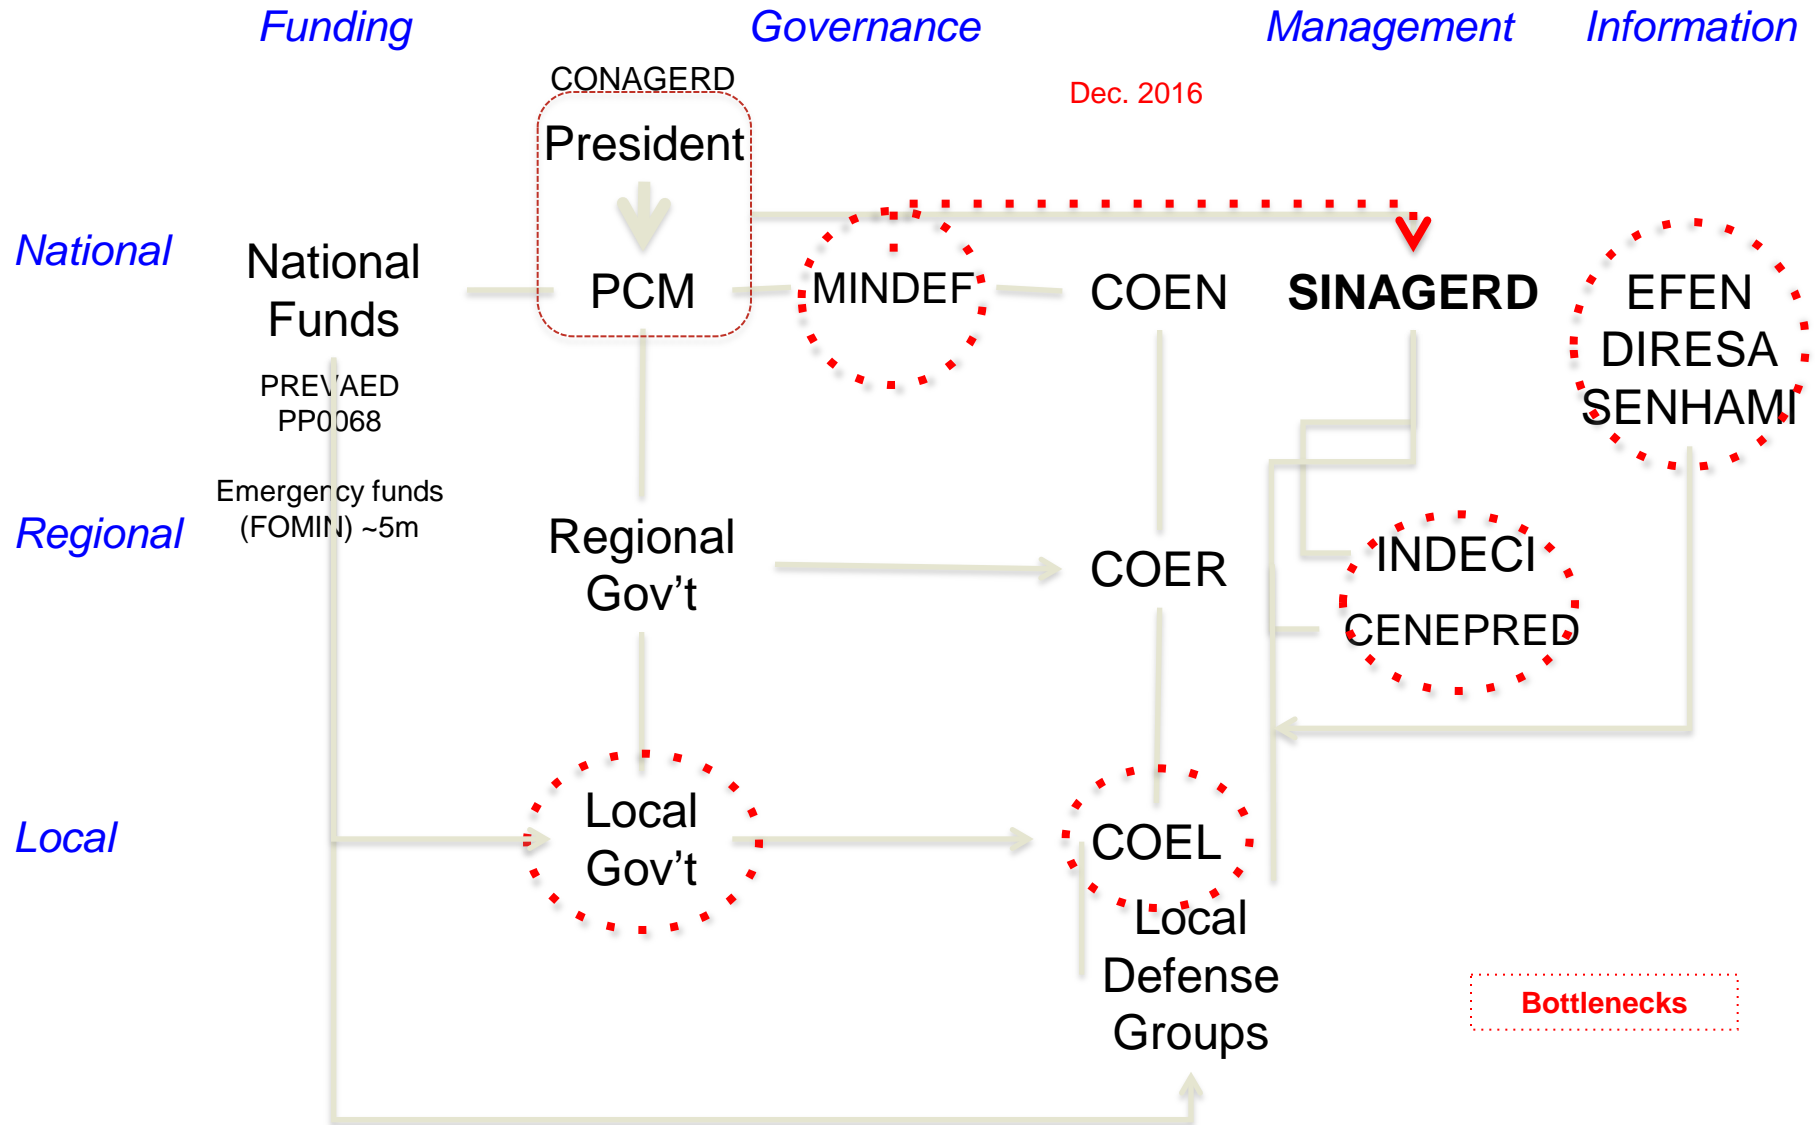 Funding
Governance
Management
Information
CONAGERD
Dec. 2016
President
National
National
Funds
PCM
MINDEF
COEN
SINAGERD
EFEN
DIRESA
SENHAMI
PREVAED
PP0068
Emergency funds
(FOMIN) ~5m
Regional
Regional
Gov’t
COER
INDECI
CENEPRED
Local
Local
Gov’t
COEL
Local
Defense
Groups
Bottlenecks